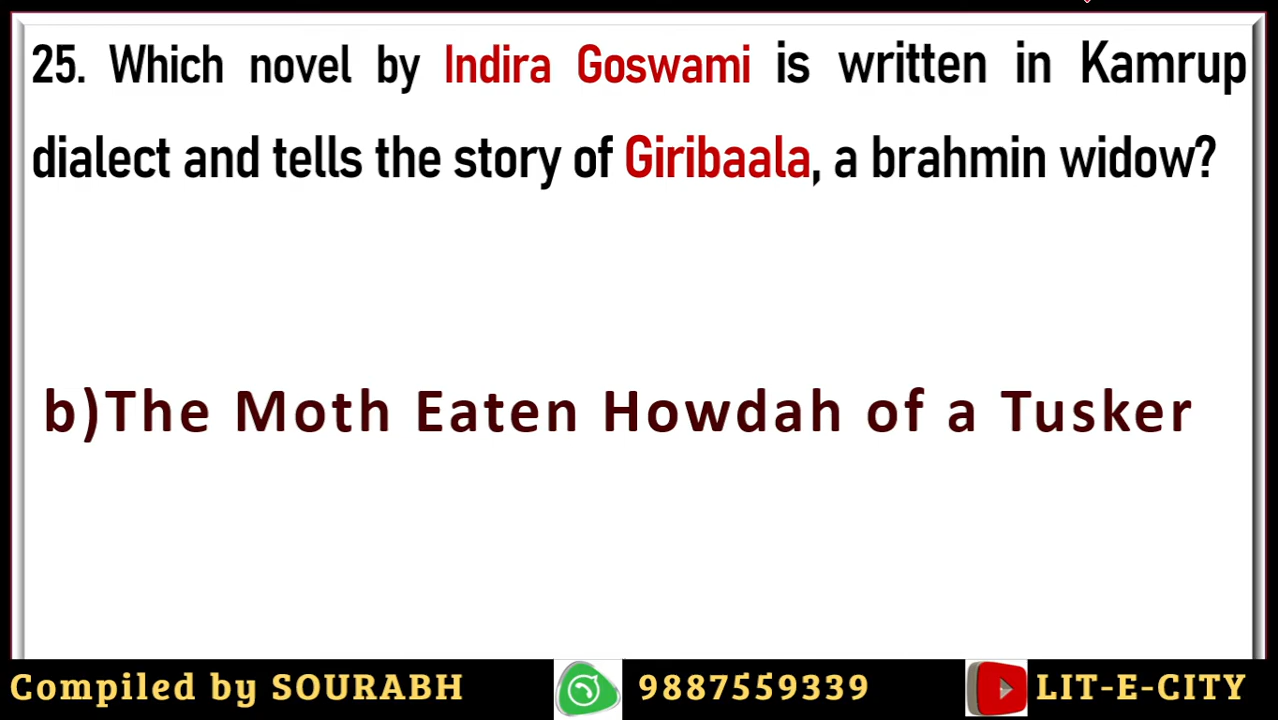 25. Which novel by Indira Goswami is written in Kamrup
dialect and tells the story of Giribaala, a brahmin widow?
b)The Moth Eaten Howdah of a Tusker
Compiled by SOURABH 9887559339 LIT-E-CITY